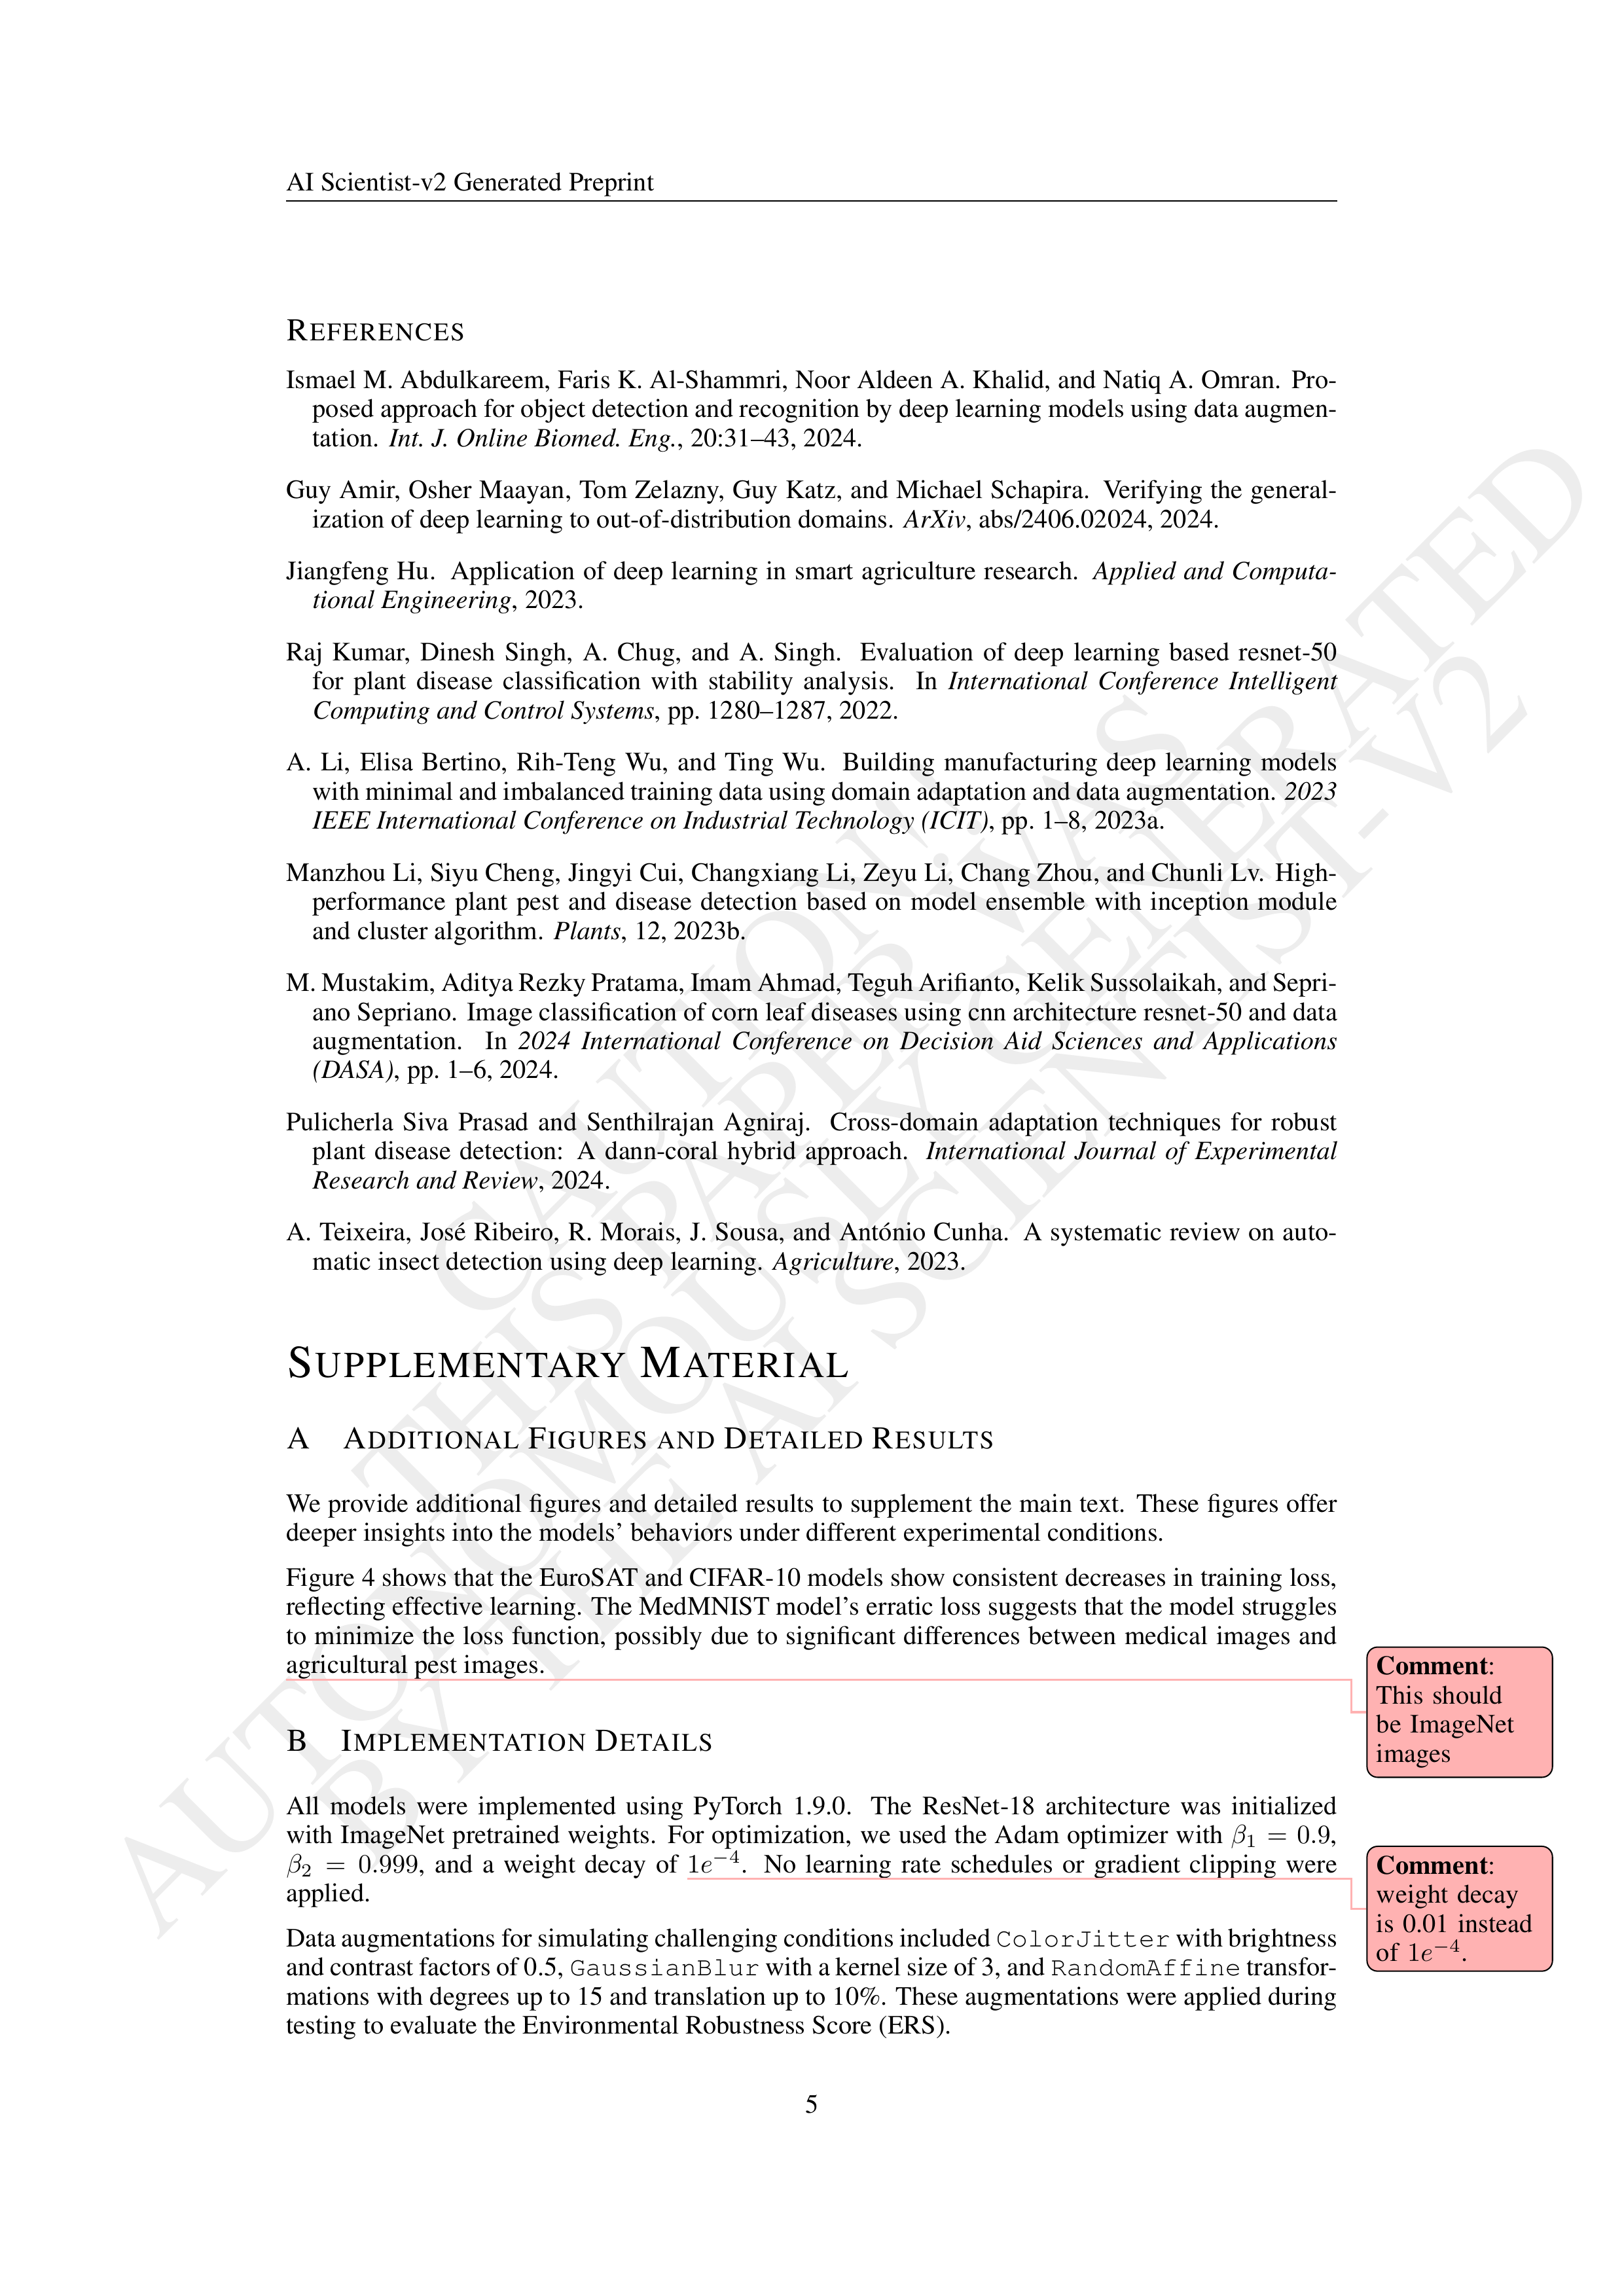 AI Scientist-v2 Generated Preprint
REFERENCES
Ismael M. Abdulkareem, Faris K. Al-Shammri, Noor Aldeen A. Khalid, and Natiq A. Omran. Pro-
posed approach for object detection and recognition by deep learning models using data augmen-
tation. Int. J. Online Biomed. Eng., 20:31–43, 2024.
Guy Amir, Osher Maayan, Tom Zelazny, Guy Katz, and Michael Schapira. Verifying the general-
ization of deep learning to out-of-distribution domains. ArXiv, abs/2406.02024, 2024.
Jiangfeng Hu. Application of deep learning in smart agriculture research. Applied and Computa-
tional Engineering, 2023.
Raj Kumar, Dinesh Singh, A. Chug, and A. Singh. Evaluation of deep learning based resnet-50
for plant disease classification with stability analysis. In International Conference Intelligent
Computing and Control Systems, pp. 1280–1287, 2022.
A. Li, Elisa Bertino, Rih-Teng Wu, and Ting Wu. Building manufacturing deep learning models
with minimal and imbalanced training data using domain adaptation and data augmentation. 2023
IEEE International Conference on Industrial Technology (ICIT), pp. 1–8, 2023a.
Manzhou Li, Siyu Cheng, Jingyi Cui, Changxiang Li, Zeyu Li, Chang Zhou, and Chunli Lv. High-
performance plant pest and disease detection based on model ensemble with inception module
and cluster algorithm. Plants, 12, 2023b.
M. Mustakim, Aditya Rezky Pratama, Imam Ahmad, Teguh Arifianto, Kelik Sussolaikah, and Sepri-
ano Sepriano. Image classification of corn leaf diseases using cnn architecture resnet-50 and data
augmentation. In 2024 International Conference on Decision Aid Sciences and Applications
(DASA), pp. 1–6, 2024.
Pulicherla Siva Prasad and Senthilrajan Agniraj. Cross-domain adaptation techniques for robust
plant disease detection: A dann-coral hybrid approach. International Journal of Experimental
Research and Review, 2024.
A. Teixeira, José Ribeiro, R. Morais, J. Sousa, and António Cunha. A systematic review on auto-
matic insect detection using deep learning. Agriculture, 2023.
SUPPLEMENTARY MATERIAL
A ADDITIONAL FIGURES AND DETAILED RESULTS
We provide additional figures and detailed results to supplement the main text. These figures offer
deeper insights into the models' behaviors under different experimental conditions.
Figure 4 shows that the EuroSAT and CIFAR-10 models show consistent decreases in training loss,
reflecting effective learning. The MedMNIST model's erratic loss suggests that the model struggles
to minimize the loss function, possibly due to significant differences between medical images and
agricultural pest images.
Comment:
This should
be ImageNet
images
B IMPLEMENTATION DETAILS
All models were implemented using PyTorch 1.9.0. The ResNet-18 architecture was initialized
with ImageNet pretrained weights. For optimization, we used the Adam optimizer with β₁ = 0.9,
β₂ = 0.999, and a weight decay of 1e⁻⁴. No learning rate schedules or gradient clipping were
applied.
Comment:
weight decay
is 0.01 instead
of 1e⁻⁴.
Data augmentations for simulating challenging conditions included ColorJitter with brightness
and contrast factors of 0.5, GaussianBlur with a kernel size of 3, and RandomAffine transfor-
mations with degrees up to 15 and translation up to 10%. These augmentations were applied during
testing to evaluate the Environmental Robustness Score (ERS).
5
CAUTION!
THIS PAPER WAS
AUTONOMOUSLY GENERATED
BY THE AI SCIENTIST-V2